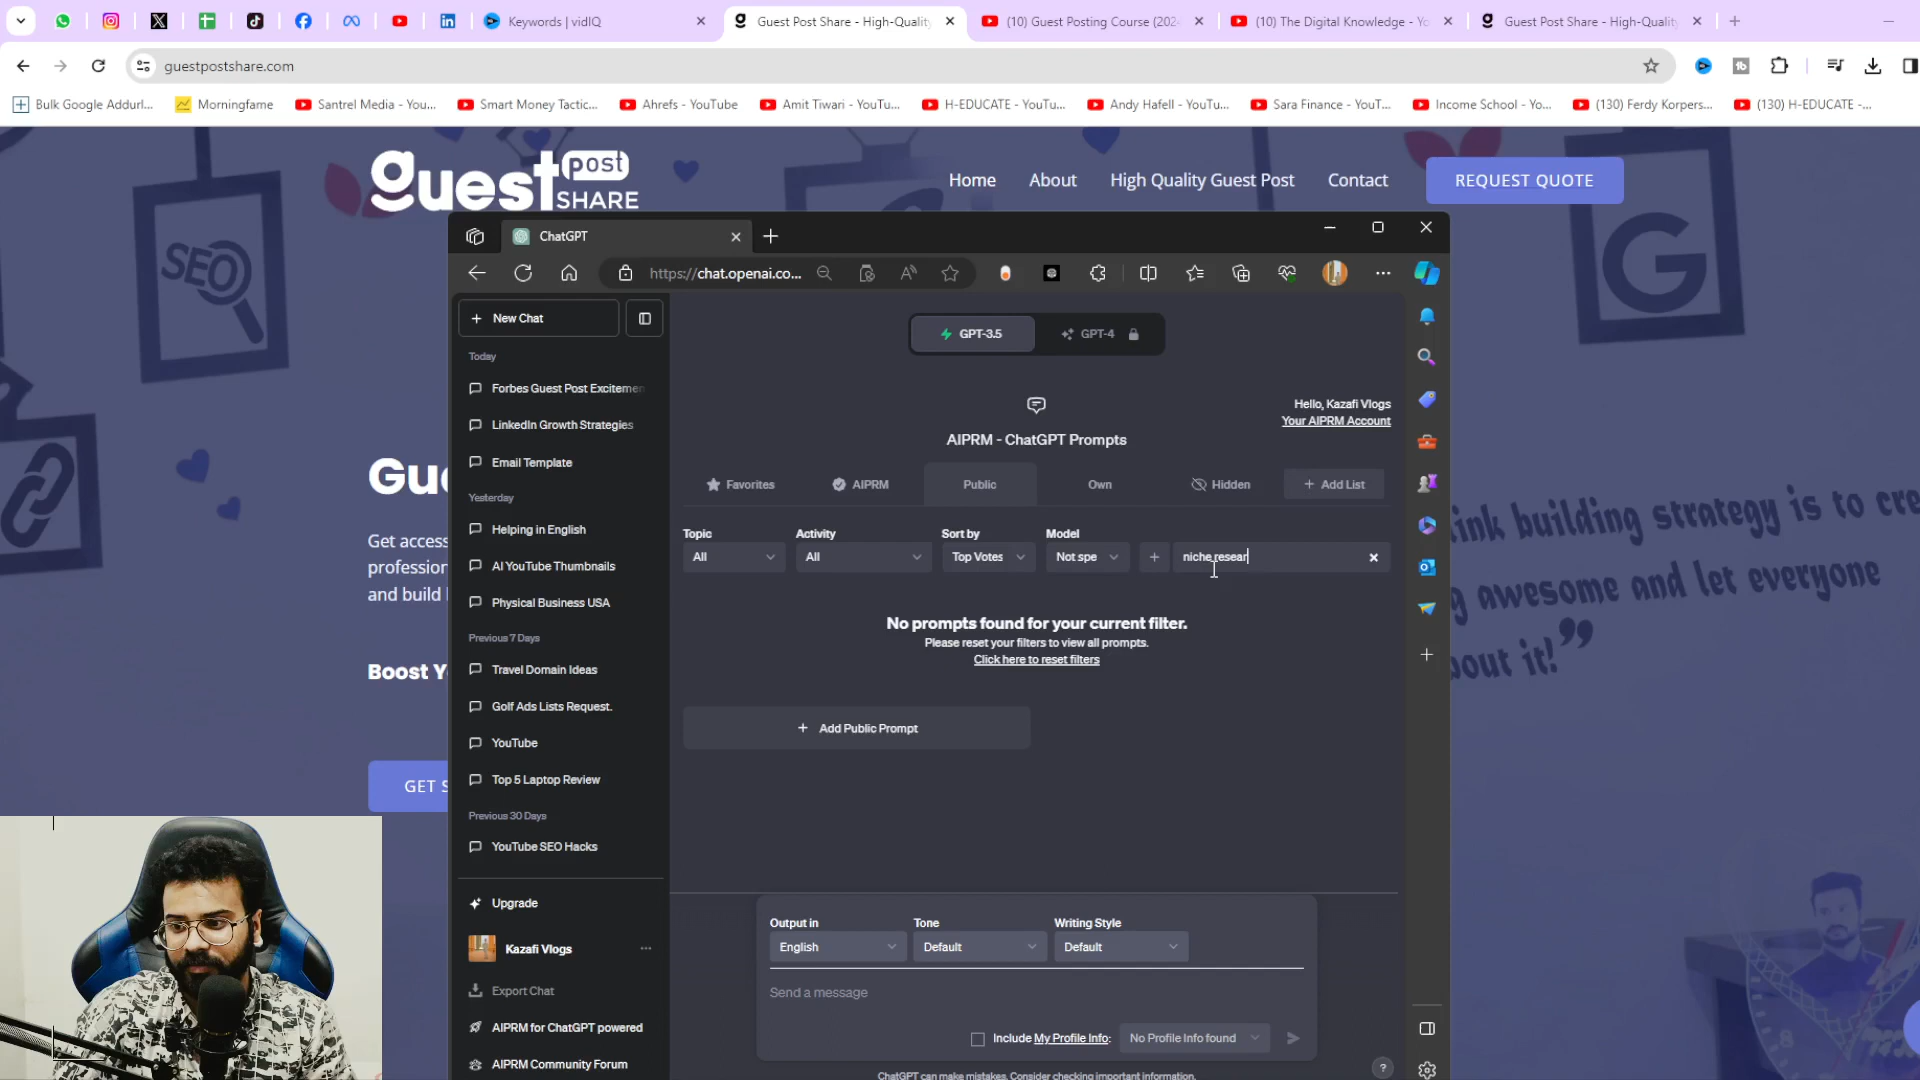 Keywords | vidIQ
Guest Post Share - High-Quality
(10) Guest Posting Course (2024
(10) The Digital Knowledge - Yo
Guest Post Share - High-Quality
guestpostshare.com
Bulk Google Addurl...
Morningfame
Santrel Media - You...
Smart Money Tactic...
Ahrefs - YouTube
Amit Tiwari - YouTu...
H-EDUCATE - YouTu...
Andy Hafell - YouTu...
Sara Finance - YouT...
Income School - Yo...
(130) Ferdy Korpers...
(130) H-EDUCATE -...
guest post SHARE
Home
About
High Quality Guest Post
Contact
REQUEST QUOTE
SEO
G
Gu
Get access
profession
and build
Boost Y
GET S
ink building strategy is to cre
g awesome and let everyone
bout it!”
ChatGPT
https://chat.openai.co...
New Chat
Today
Forbes Guest Post Excitemen
LinkedIn Growth Strategies
Email Template
Yesterday
Helping in English
AI YouTube Thumbnails
Physical Business USA
Previous 7 Days
Travel Domain Ideas
Golf Ads Lists Request.
YouTube
Top 5 Laptop Review
Previous 30 Days
YouTube SEO Hacks
Upgrade
Kazafi Vlogs
Export Chat
AIPRM for ChatGPT powered
AIPRM Community Forum
GPT-3.5
GPT-4
Hello, Kazafi Vlogs
Your AIPRM Account
AIPRM - ChatGPT Prompts
Favorites
AIPRM
Public
Own
Hidden
Add List
Topic
Activity
Sort by
Model
All
All
Top Votes
Not spe
niche resear
No prompts found for your current filter.
Please reset your filters to view all prompts.
Click here to reset filters
Add Public Prompt
Output in
Tone
Writing Style
English
Default
Default
Send a message
Include My Profile Info:
No Profile Info found
ChatGPT can make mistakes. Consider checking important information.